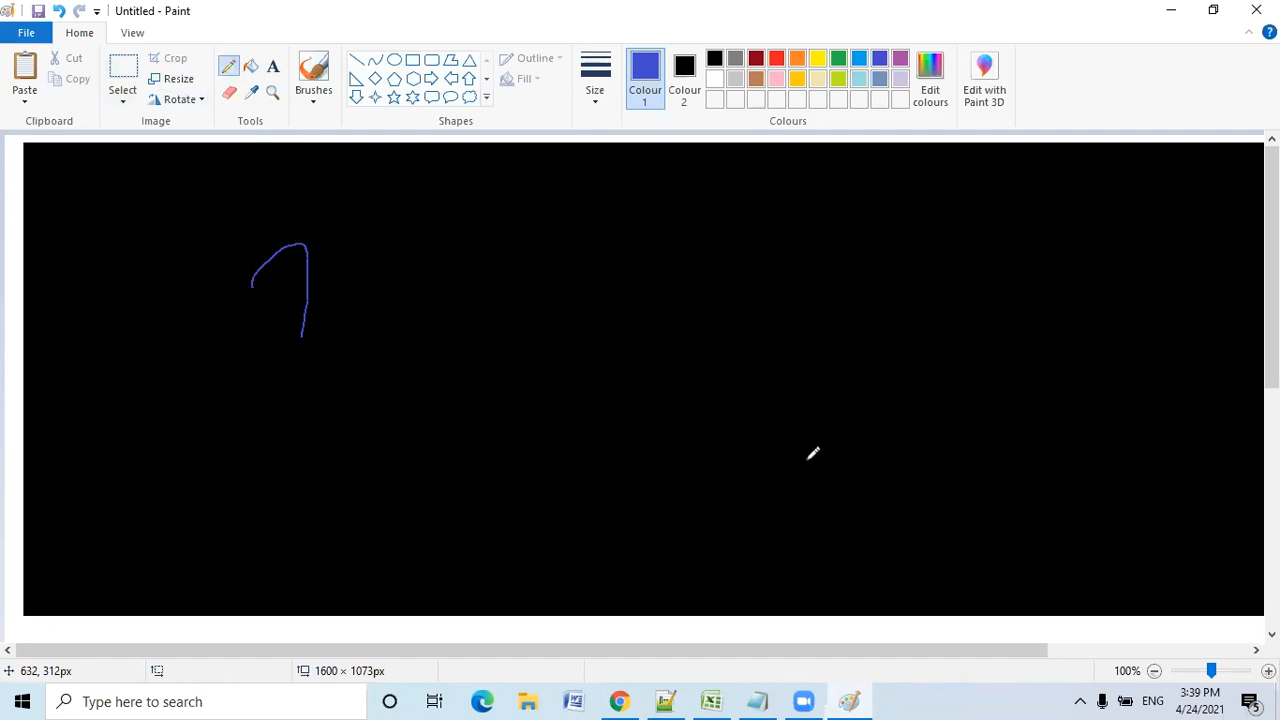 Untitled - Paint
File Home View
Paste Cut Copy Clipboard
Select Crop Resize Rotate Image
Tools
Brushes
Outline Fill Shapes
Size
Colour 1 Colour 2 Edit colours Colours
Edit with Paint 3D
632, 312px 1600 × 1073px 100%
Type here to search ENG 3:39 PM 4/24/2021 5